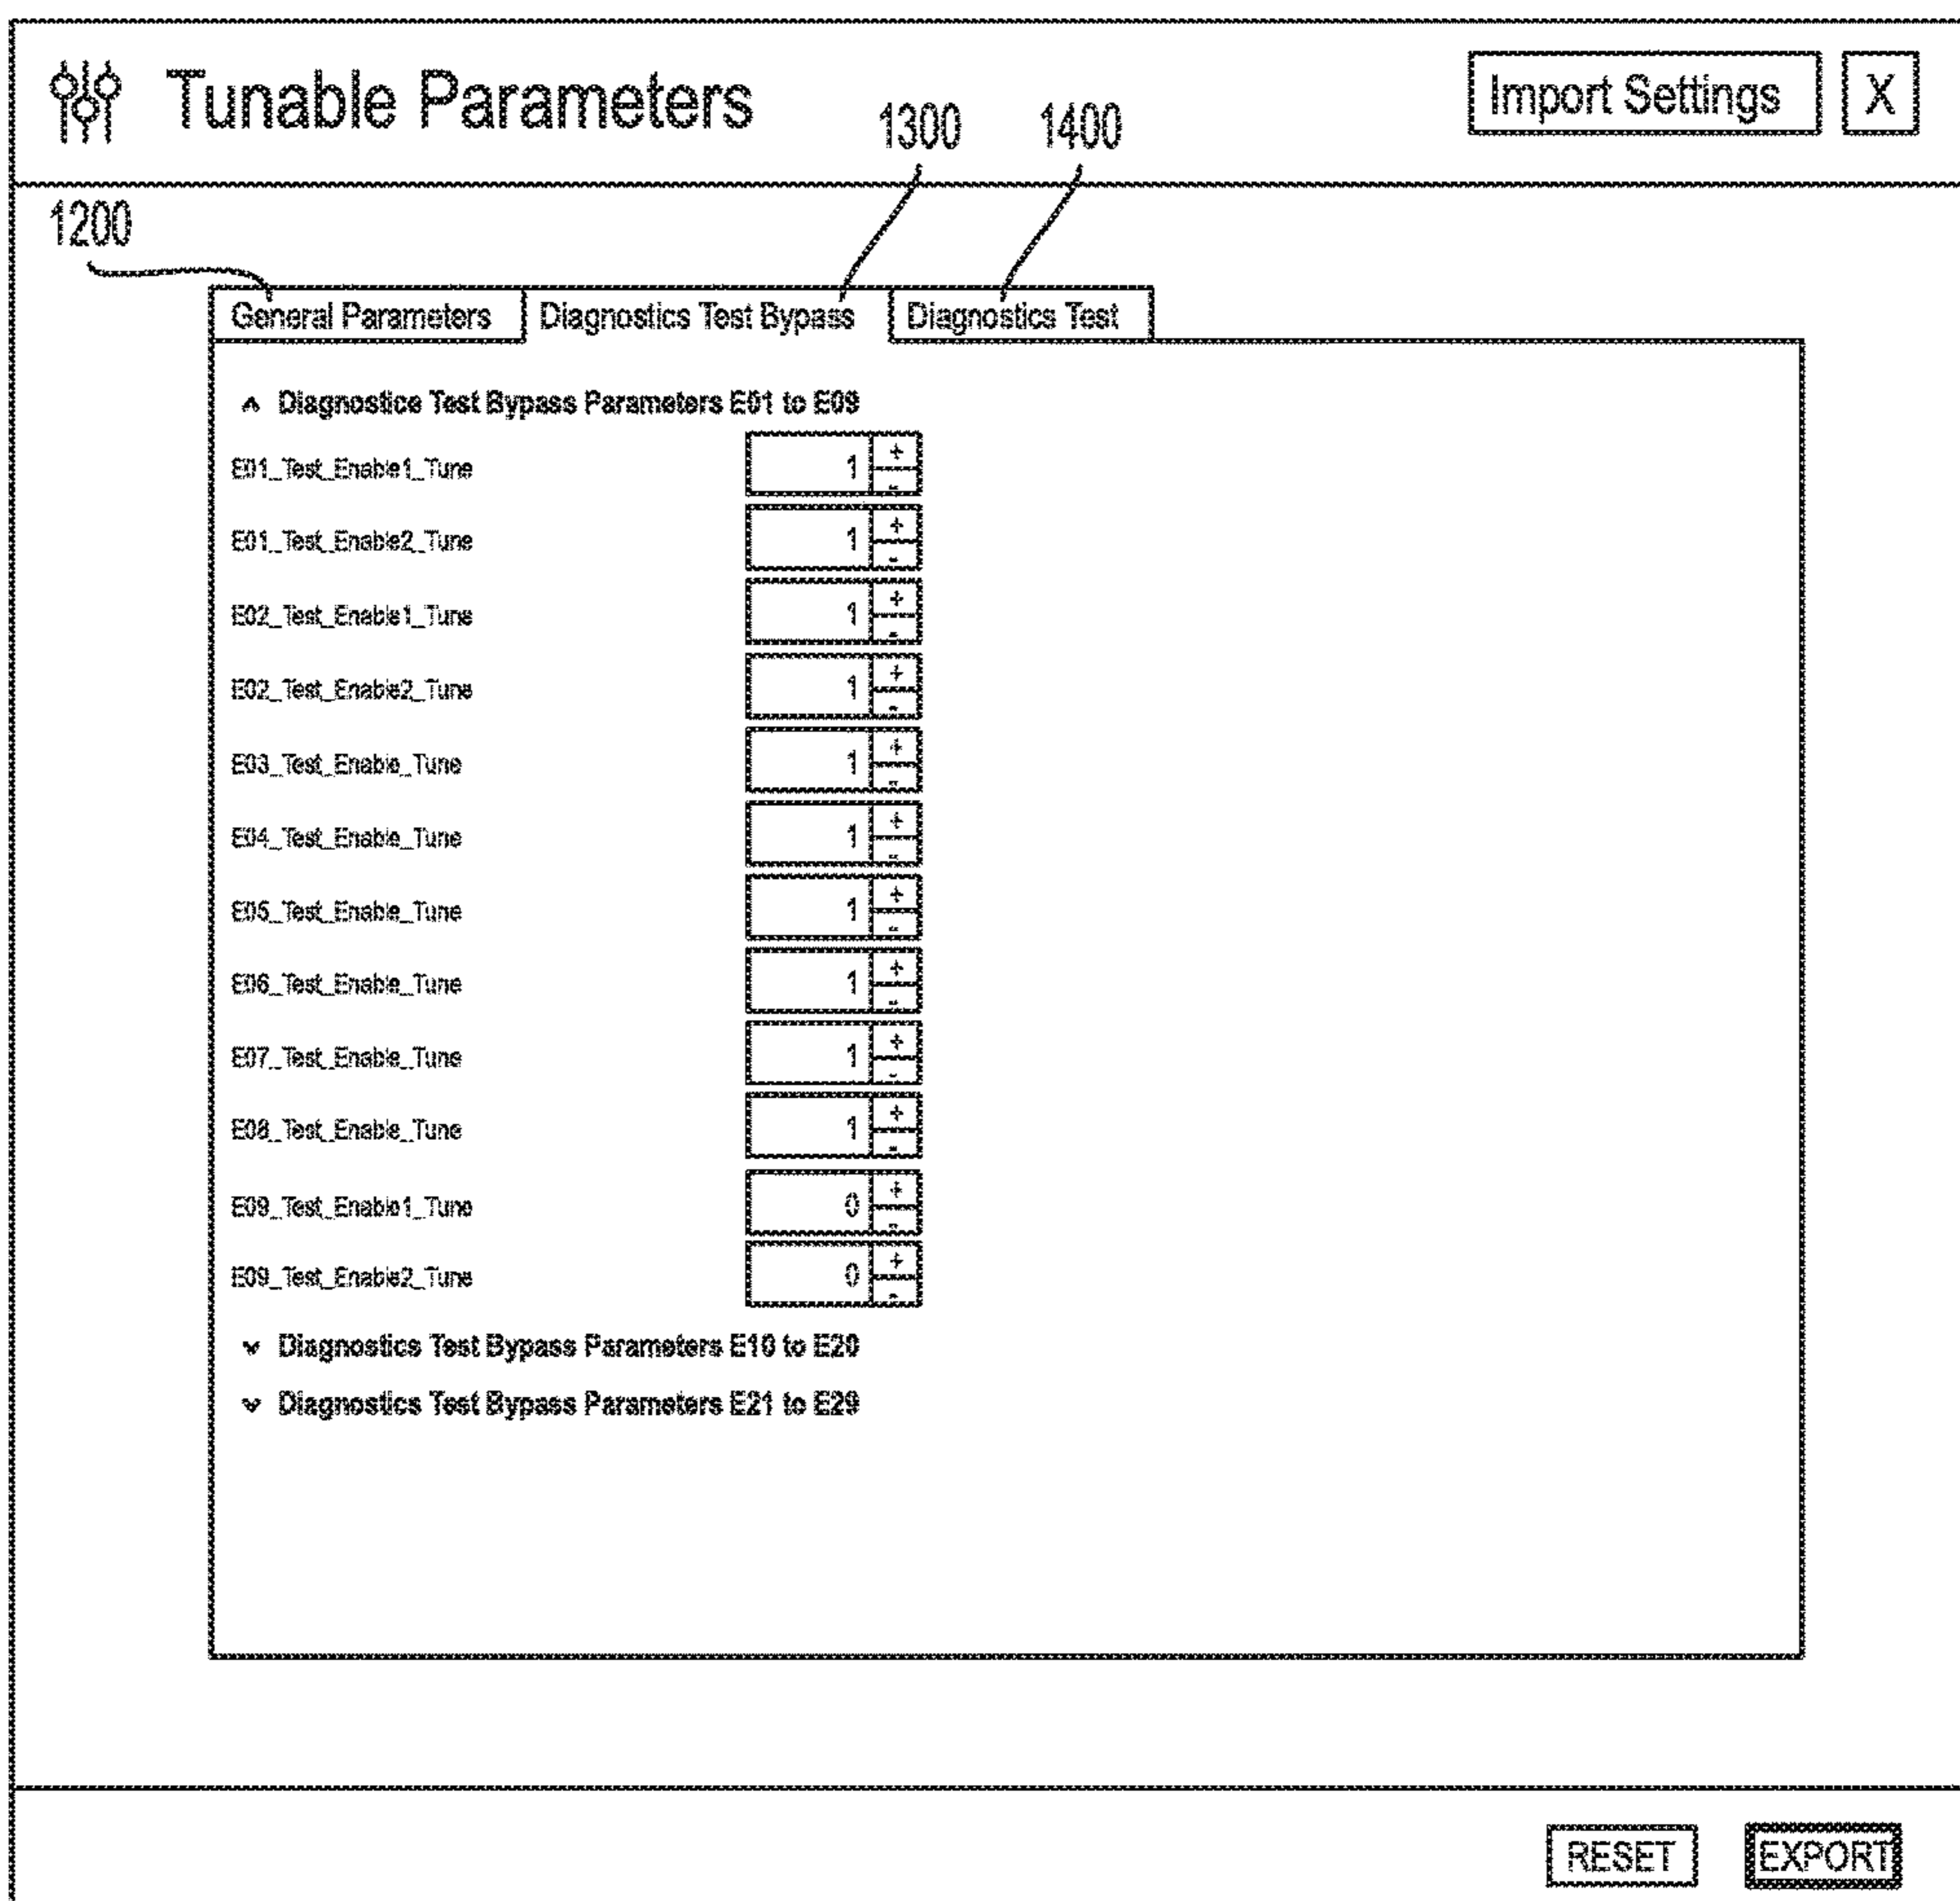 Tunable Parameters
Import Settings
X
1300
1400
1200
General Parameters
Diagnostics Test Bypass
Diagnostics Test
^ Diagnostics Test Bypass Parameters E01 to E09
E01_Test_Enable1_Tune
1
+
-
E01_Test_Enable2_Tune
1
+
-
E02_Test_Enable1_Tune
1
+
-
E02_Test_Enable2_Tune
1
+
-
E03_Test_Enable_Tune
1
+
-
E04_Test_Enable_Tune
1
+
-
E05_Test_Enable_Tune
1
+
-
E06_Test_Enable_Tune
1
+
-
E07_Test_Enable_Tune
1
+
-
E08_Test_Enable_Tune
1
+
-
E09_Test_Enable1_Tune
0
+
-
E09_Test_Enable2_Tune
0
+
-
Diagnostics Test Bypass Parameters E10 to E20
Diagnostics Test Bypass Parameters E21 to E29
RESET
EXPORT